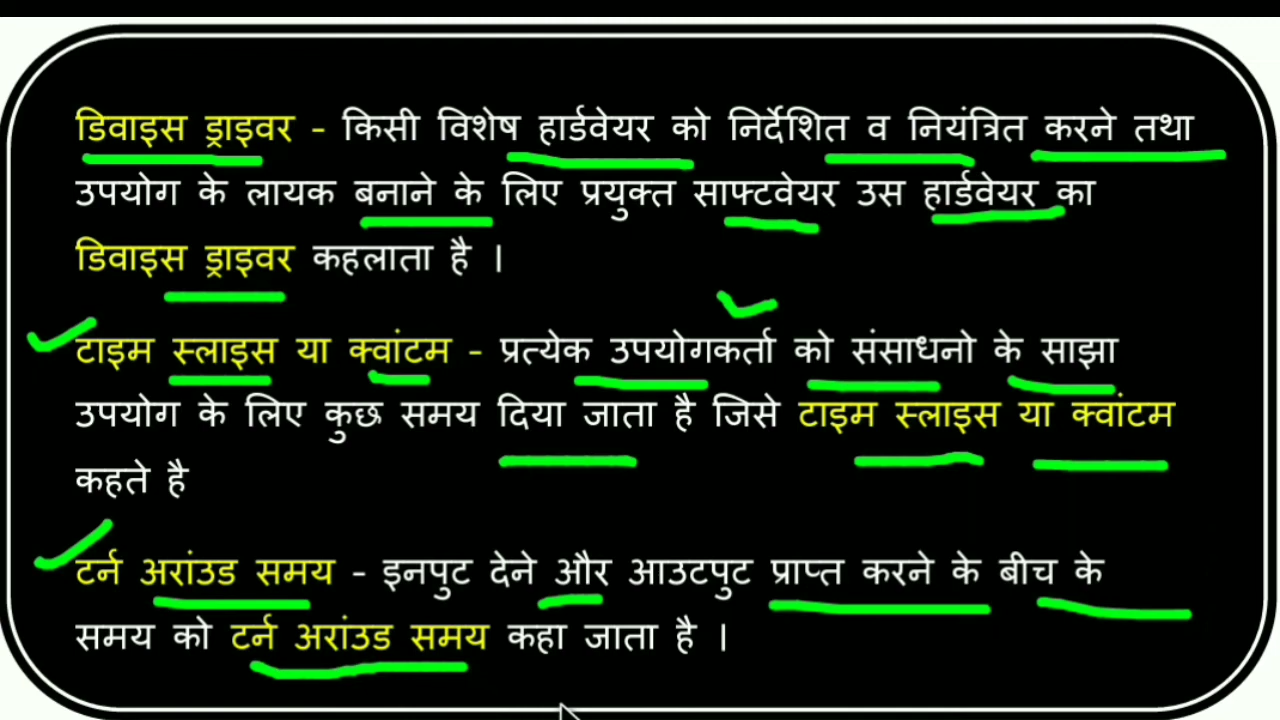 डिवाइस ड्राइवर - किसी विशेष हार्डवेयर को निर्देशित व नियंत्रित करने तथा
उपयोग के लायक बनाने के लिए प्रयुक्त साफ्टवेयर उस हार्डवेयर का
डिवाइस ड्राइवर कहलाता है ।
टाइम स्लाइस या क्वांटम - प्रत्येक उपयोगकर्ता को संसाधनो के साझा
उपयोग के लिए कुछ समय दिया जाता है जिसे टाइम स्लाइस या क्वांटम
कहते है
टर्न अरांउड समय - इनपुट देने और आउटपुट प्राप्त करने के बीच के
समय को टर्न अरांउड समय कहा जाता है ।